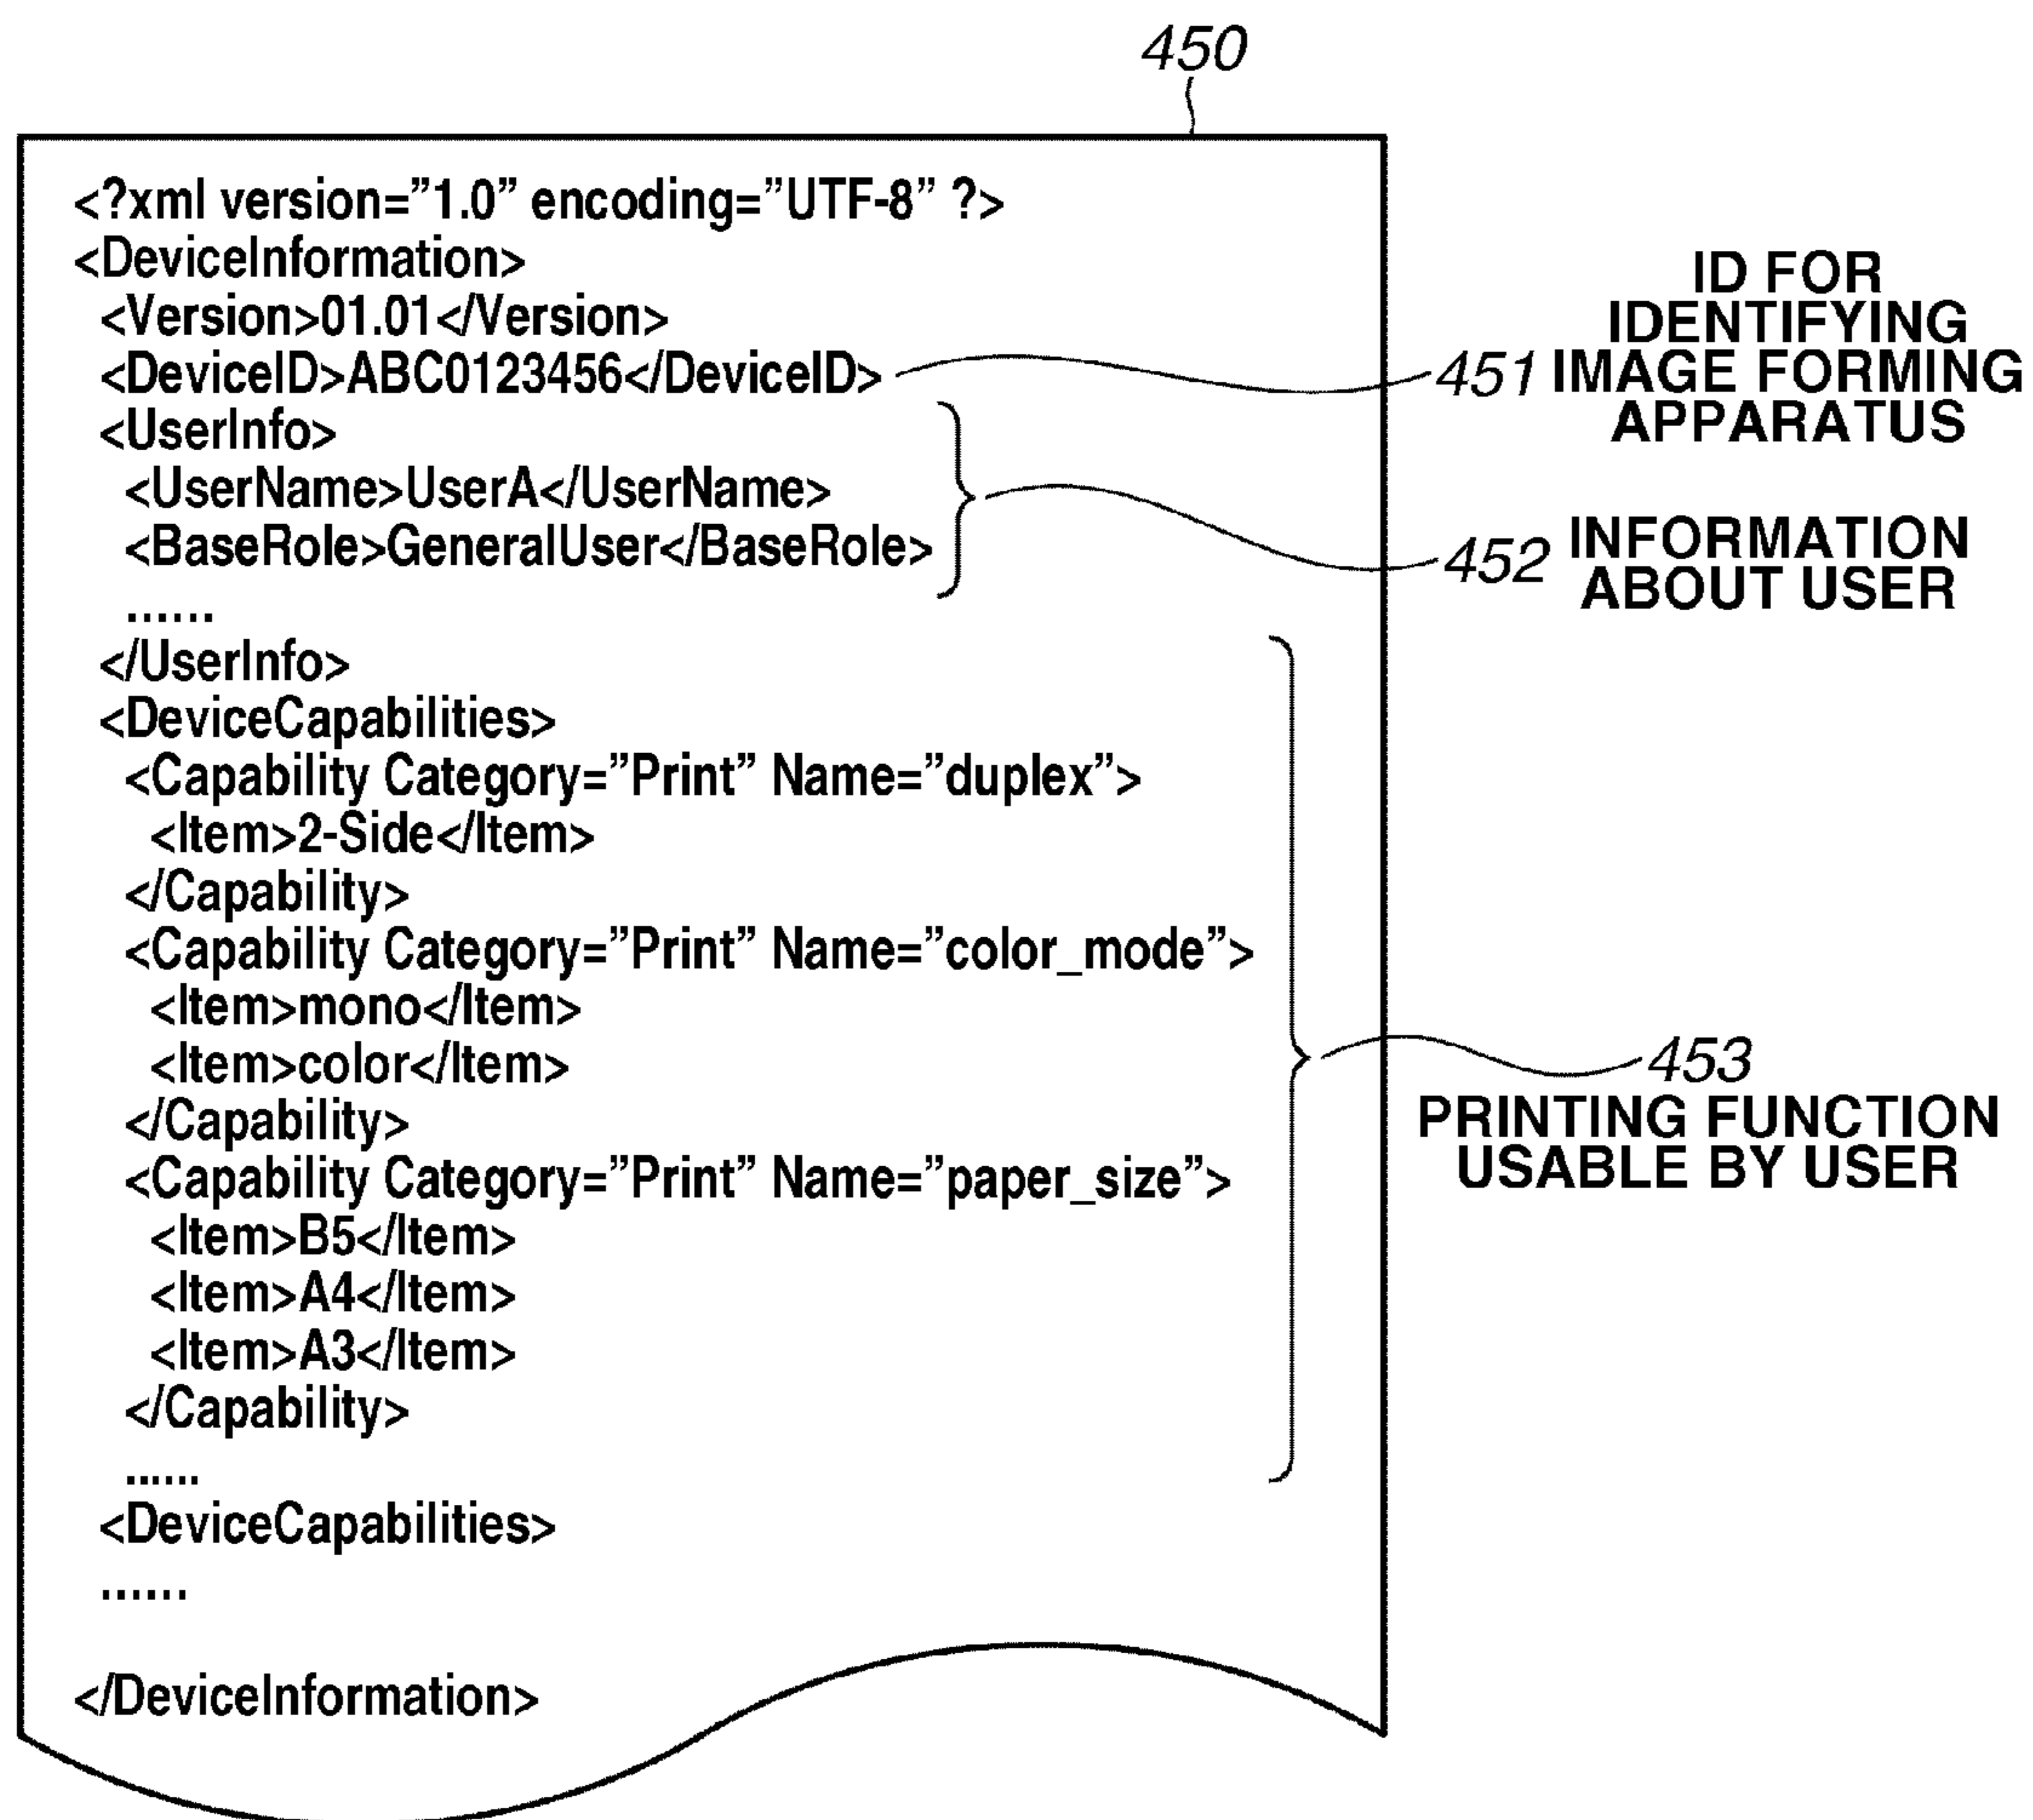 450
<?xml version=”1.0” encoding=”UTF-8” ?>
<DeviceInformation>
<Version>01.01</Version>
<DeviceID>ABC0123456</DeviceID>
<UserInfo>
<UserName>UserA</UserName>
<BaseRole>GeneralUser</BaseRole>
......
</UserInfo>
<DeviceCapabilities>
<Capability Category=”Print” Name=”duplex”>
<Item>2-Side</Item>
</Capability>
<Capability Category=”Print” Name=”color_mode”>
<Item>mono</Item>
<Item>color</Item>
</Capability>
<Capability Category=”Print” Name=”paper_size”>
<Item>B5</Item>
<Item>A4</Item>
<Item>A3</Item>
</Capability>
......
<DeviceCapabilities>
......
</DeviceInformation>
451
ID FOR
IDENTIFYING
IMAGE FORMING
APPARATUS
452
INFORMATION
ABOUT USER
453
PRINTING FUNCTION
USABLE BY USER